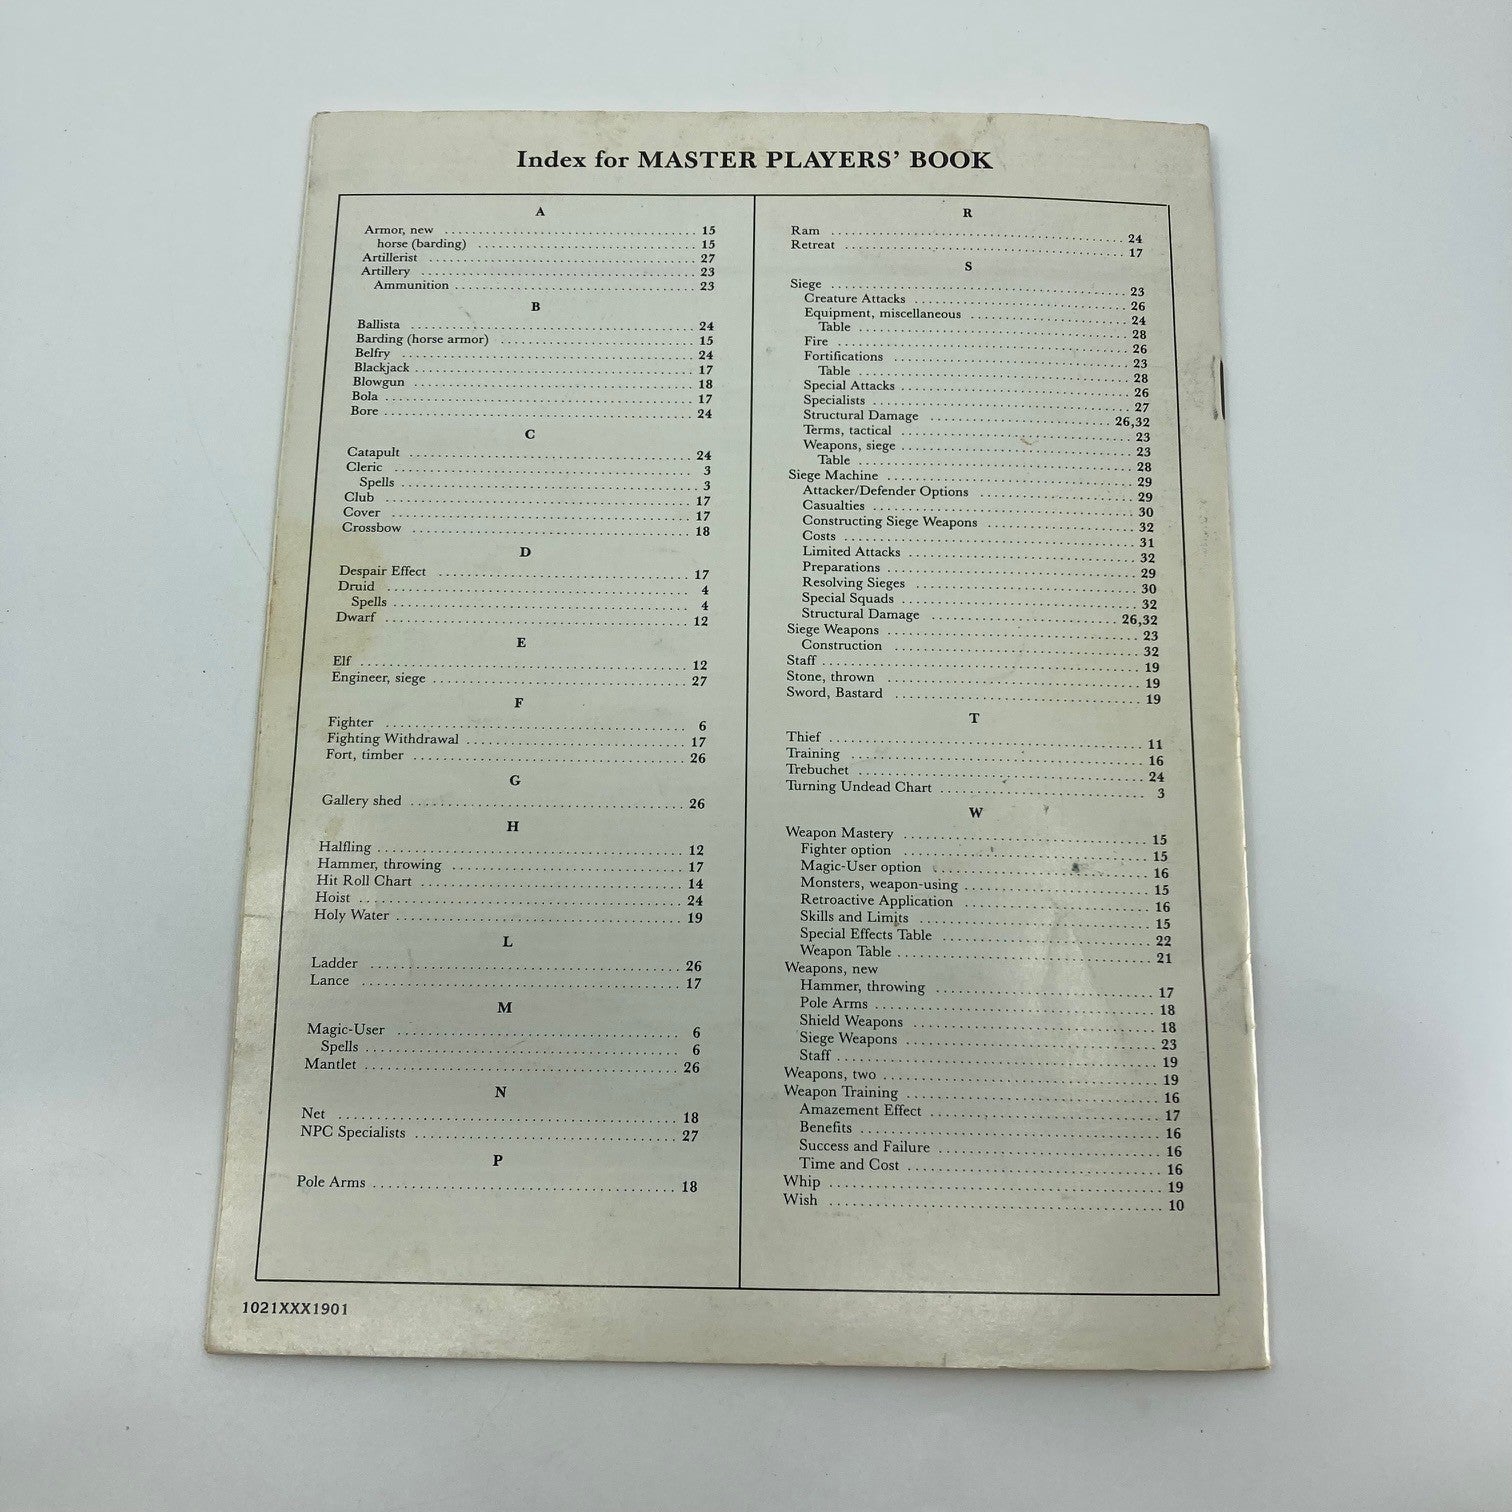 Index for MASTER PLAYERS' BOOK
A
Armor, new 15
horse (barding) 15
Artillerist 27
Artillery 23
Ammunition 23
B
Ballista 24
Barding (horse armor) 15
Belfry 24
Blackjack 17
Blowgun 18
Bola 17
Bore 24
C
Catapult 24
Cleric 3
Spells 3
Club 17
Cover 17
Crossbow 18
D
Despair Effect 17
Druid 4
Spells 4
Dwarf 12
E
Elf 12
Engineer, siege 27
F
Fighter 6
Fighting Withdrawal 17
Fort, timber 26
G
Gallery shed 26
H
Halfling 12
Hammer, throwing 17
Hit Roll Chart 14
Hoist 24
Holy Water 19
L
Ladder 26
Lance 17
M
Magic-User 6
Spells 6
Mantlet 26
N
Net 18
NPC Specialists 27
P
Pole Arms 18
R
Ram 24
Retreat 17
S
Siege 23
Creature Attacks 26
Equipment, miscellaneous 24
Table 28
Fire 26
Fortifications 23
Table 28
Special Attacks 26
Specialists 27
Structural Damage 26,32
Terms, tactical 23
Weapons, siege 23
Table 28
Siege Machine 29
Attacker/Defender Options 29
Casualties 30
Constructing Siege Weapons 32
Costs 31
Limited Attacks 32
Preparations 29
Resolving Sieges 30
Special Squads 32
Structural Damage 26,32
Siege Weapons 23
Construction 32
Staff 19
Stone, thrown 19
Sword, Bastard 19
T
Thief 11
Training 16
Trebuchet 24
Turning Undead Chart 3
W
Weapon Mastery 15
Fighter option 15
Magic-User option 16
Monsters, weapon-using 15
Retroactive Application 16
Skills and Limits 15
Special Effects Table 22
Weapon Table 21
Weapons, new
Hammer, throwing 17
Pole Arms 18
Shield Weapons 18
Siege Weapons 23
Staff 19
Weapons, two 19
Weapon Training 16
Amazement Effect 17
Benefits 16
Success and Failure 16
Time and Cost 16
Whip 19
Wish 10
1021XXX1901